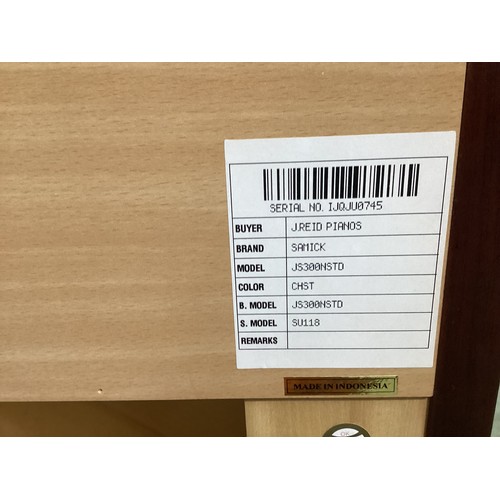 SERIAL NO. IJQJU0745
BUYER J.REID PIANOS
BRAND SAMICK
MODEL JS300NSTD
COLOR CHST
B. MODEL JS300NSTD
S. MODEL SU118
REMARKS
MADE IN INDONESIA